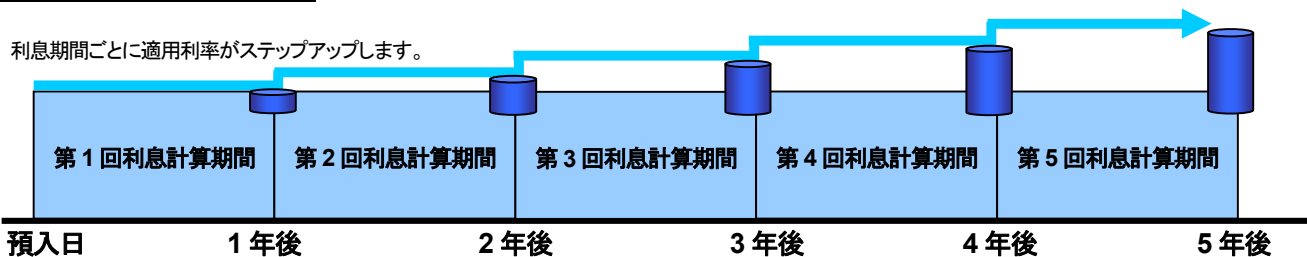 利息期間ごとに適用利率がステップアップします。
第1回利息計算期間 第2回利息計算期間 第3回利息計算期間 第4回利息計算期間 第5回利息計算期間
預入日 1年後 2年後 3年後 4年後 5年後